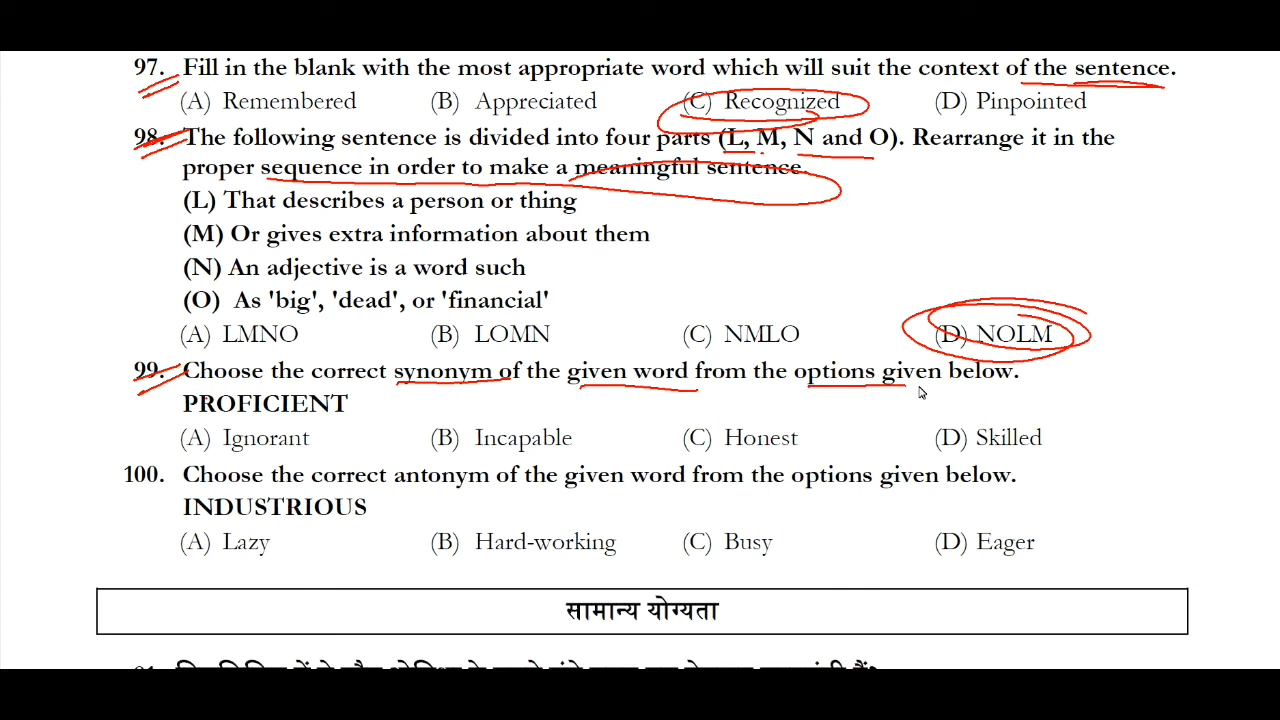 97. Fill in the blank with the most appropriate word which will suit the context of the sentence.
(A) Remembered (B) Appreciated (C) Recognized (D) Pinpointed
98. The following sentence is divided into four parts (L, M, N and O). Rearrange it in the
proper sequence in order to make a meaningful sentence.
(L) That describes a person or thing
(M) Or gives extra information about them
(N) An adjective is a word such
(O) As 'big', 'dead', or 'financial'
(A) LMNO (B) LOMN (C) NMLO (D) NOLM
99. Choose the correct synonym of the given word from the options given below.
PROFICIENT
(A) Ignorant (B) Incapable (C) Honest (D) Skilled
100. Choose the correct antonym of the given word from the options given below.
INDUSTRIOUS
(A) Lazy (B) Hard-working (C) Busy (D) Eager
सामान्य योग्यता